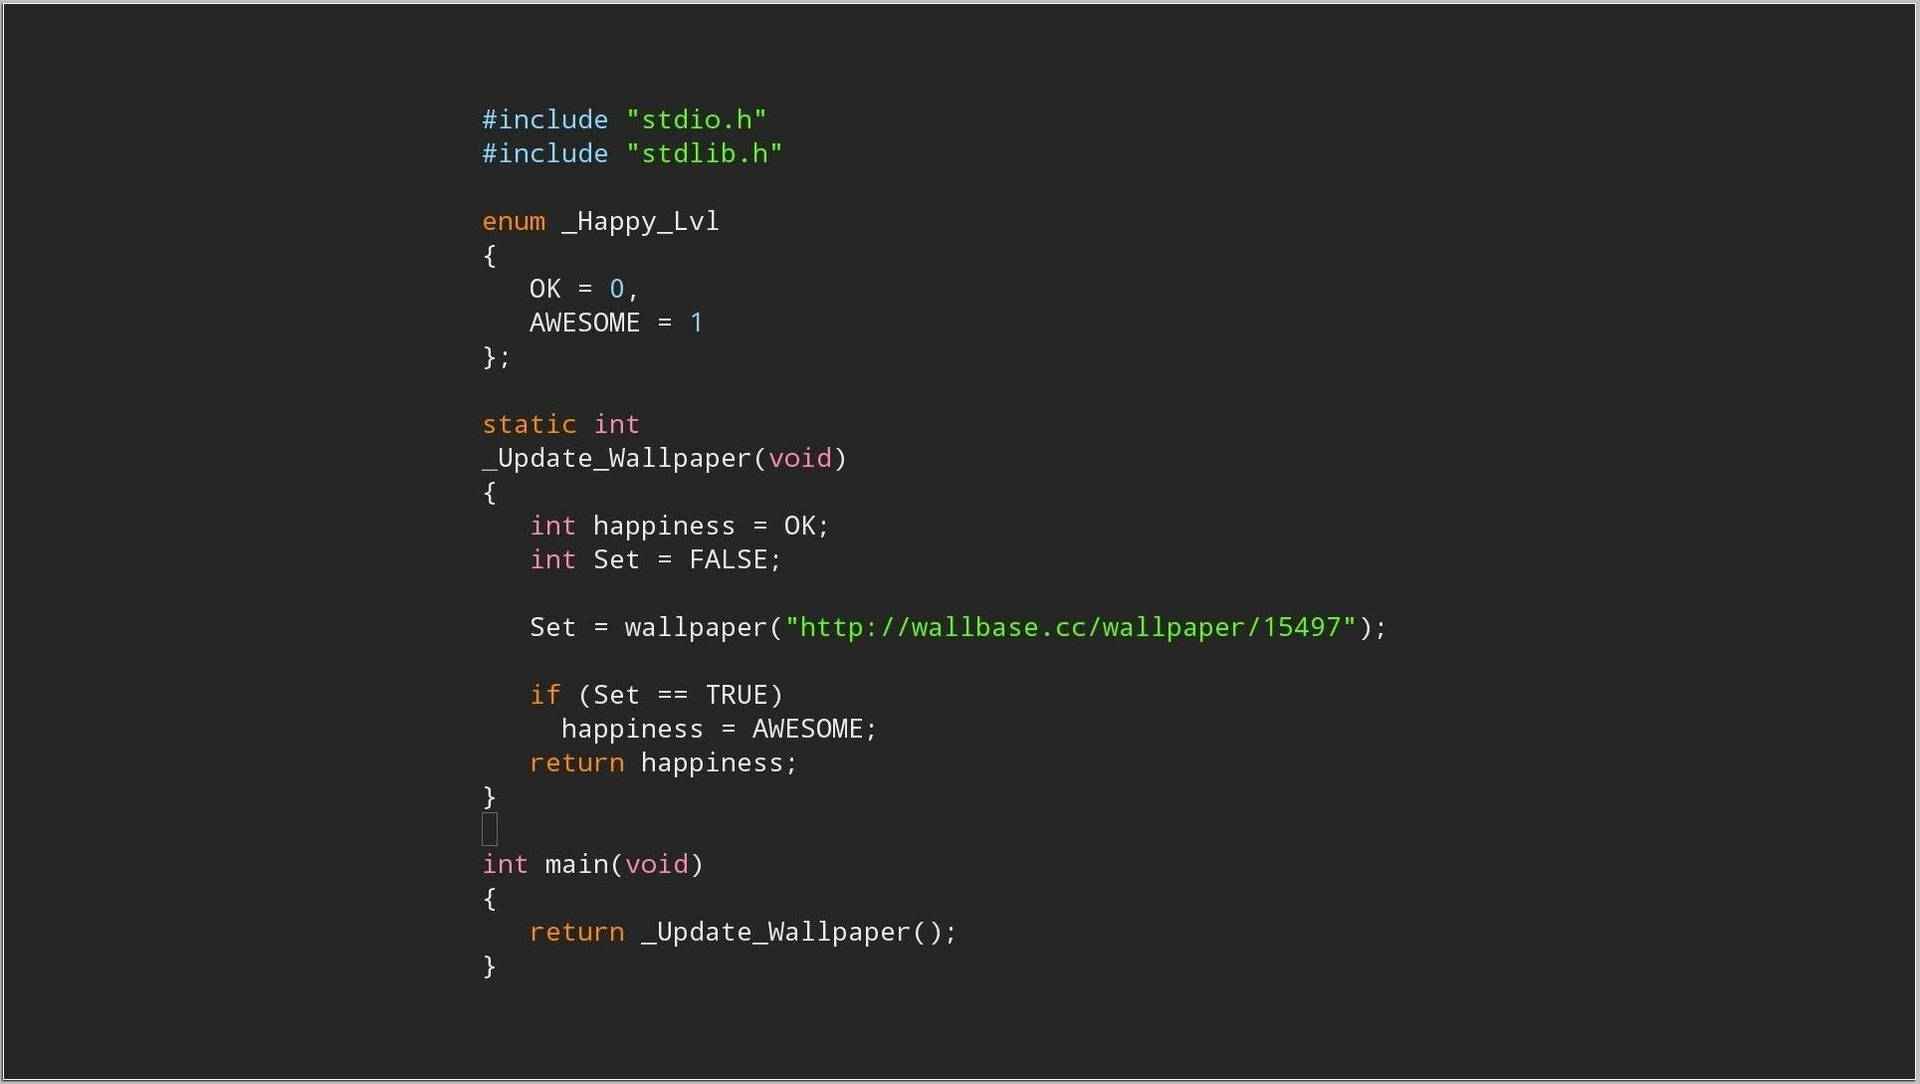 #include "stdio.h"
#include "stdlib.h"

enum _Happy_Lvl
{
   OK = 0,
   AWESOME = 1
};

static int
_Update_Wallpaper(void)
{
   int happiness = OK;
   int Set = FALSE;

   Set = wallpaper("http://wallbase.cc/wallpaper/15497");

   if (Set == TRUE)
     happiness = AWESOME;
   return happiness;
}

int main(void)
{
   return _Update_Wallpaper();
}